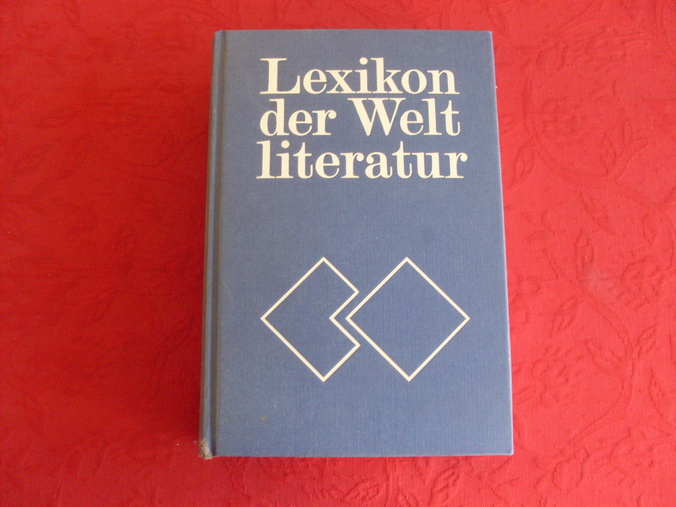 Lexikon
der Welt
literatur